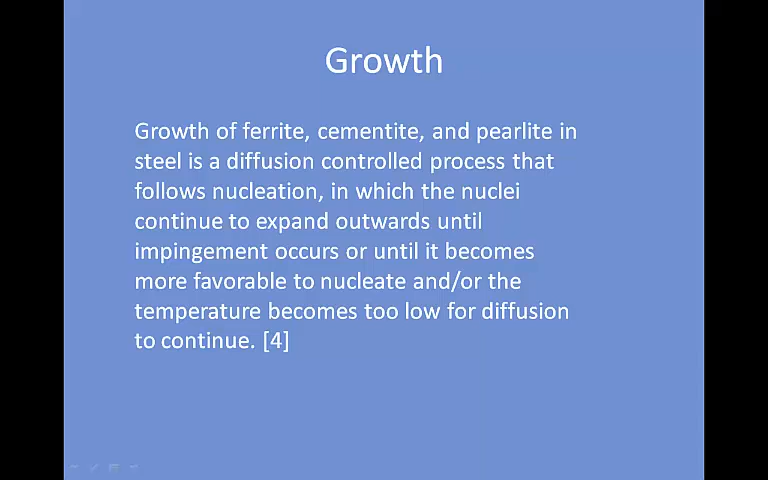 Growth
Growth of ferrite, cementite, and pearlite in
steel is a diffusion controlled process that
follows nucleation, in which the nuclei
continue to expand outwards until
impingement occurs or until it becomes
more favorable to nucleate and/or the
temperature becomes too low for diffusion
to continue. [4]